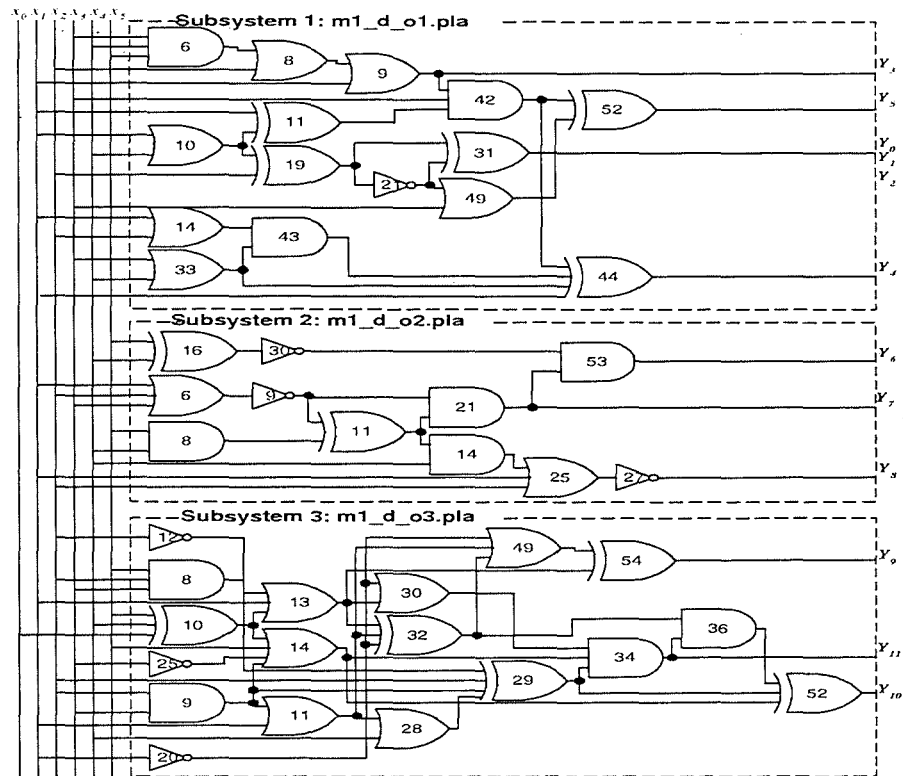 x₀ x₁ x₂ x₃ x₄ x₅
Subsystem 1: m1_d_o1.pla
6
8
9
Y₃
42
52
Y₅
11
10
31
Y₀
Y₁
19
21
49
Y₂
14
43
33
44
Y₄
Subsystem 2: m1_d_o2.pla
16
30
53
Y₆
6
9
21
Y₇
11
8
14
25
2
Y₈
Subsystem 3: m1_d_o3.pla
12
49
54
Y₉
8
13
30
10
32
36
14
34
Y₁₁
25
29
9
52
Y₁₀
11
28
20